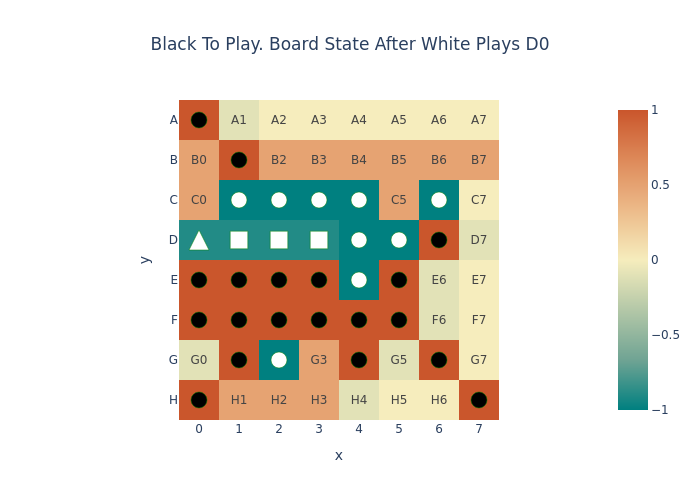 Black To Play. Board State After White Plays D0
A A1 A2 A3 A4 A5 A6 A7
B B0 B2 B3 B4 B5 B6 B7
C C0 C5 C7
D D7
E E6 E7
F F6 F7
G G0 G3 G5 G7
H H1 H2 H3 H4 H5 H6
0 1 2 3 4 5 6 7
x
y
1
0.5
0
−0.5
−1